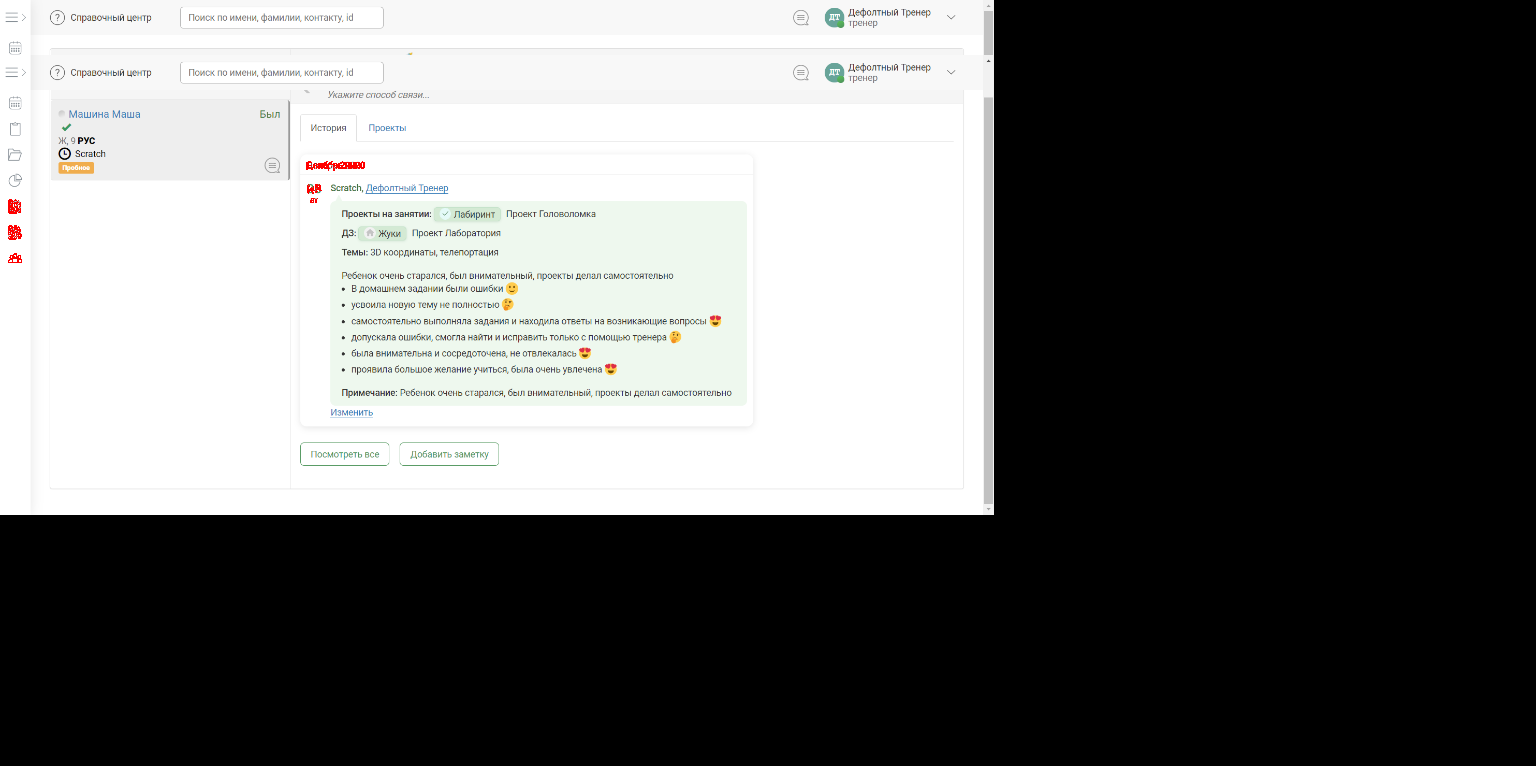 Справочный центр
Поиск по имени, фамилии, контакту, id
ДТ
Дефолтный Тренер
тренер
Справочный центр
Поиск по имени, фамилии, контакту, id
ДТ
Дефолтный Тренер
тренер
Укажите способ связи...
Машина Маша
Был
Ж, 9 РУС
Scratch
Пробное
История
Проекты
Scratch, Дефолтный Тренер
Проекты на занятии: Лабиринт Проект Головоломка
ДЗ: Жуки Проект Лаборатория
Темы: 3D координаты, телепортация
Ребенок очень старался, был внимательный, проекты делал самостоятельно
• В домашнем задании были ошибки 🙂
• усвоила новую тему не полностью 🤔
• самостоятельно выполняла задания и находила ответы на возникающие вопросы 😍
• допускала ошибки, смогла найти и исправить только с помощью тренера 🤔
• была внимательна и сосредоточена, не отвлекалась 😍
• проявила большое желание учиться, была очень увлечена 😍
Примечание: Ребенок очень старался, был внимательный, проекты делал самостоятельно
Изменить
Посмотреть все
Добавить заметку